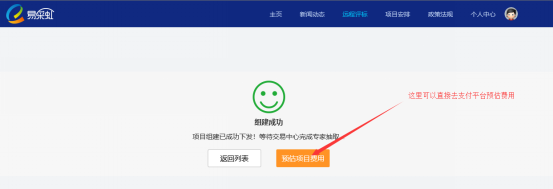 易采虹 主页 新闻动态 远程评标 项目安排 政策法规 个人中心
这里可以直接去支付平台预估费用
组建成功
项目组建已成功下发！等待交易中心完成专家抽取
返回列表 预估项目费用